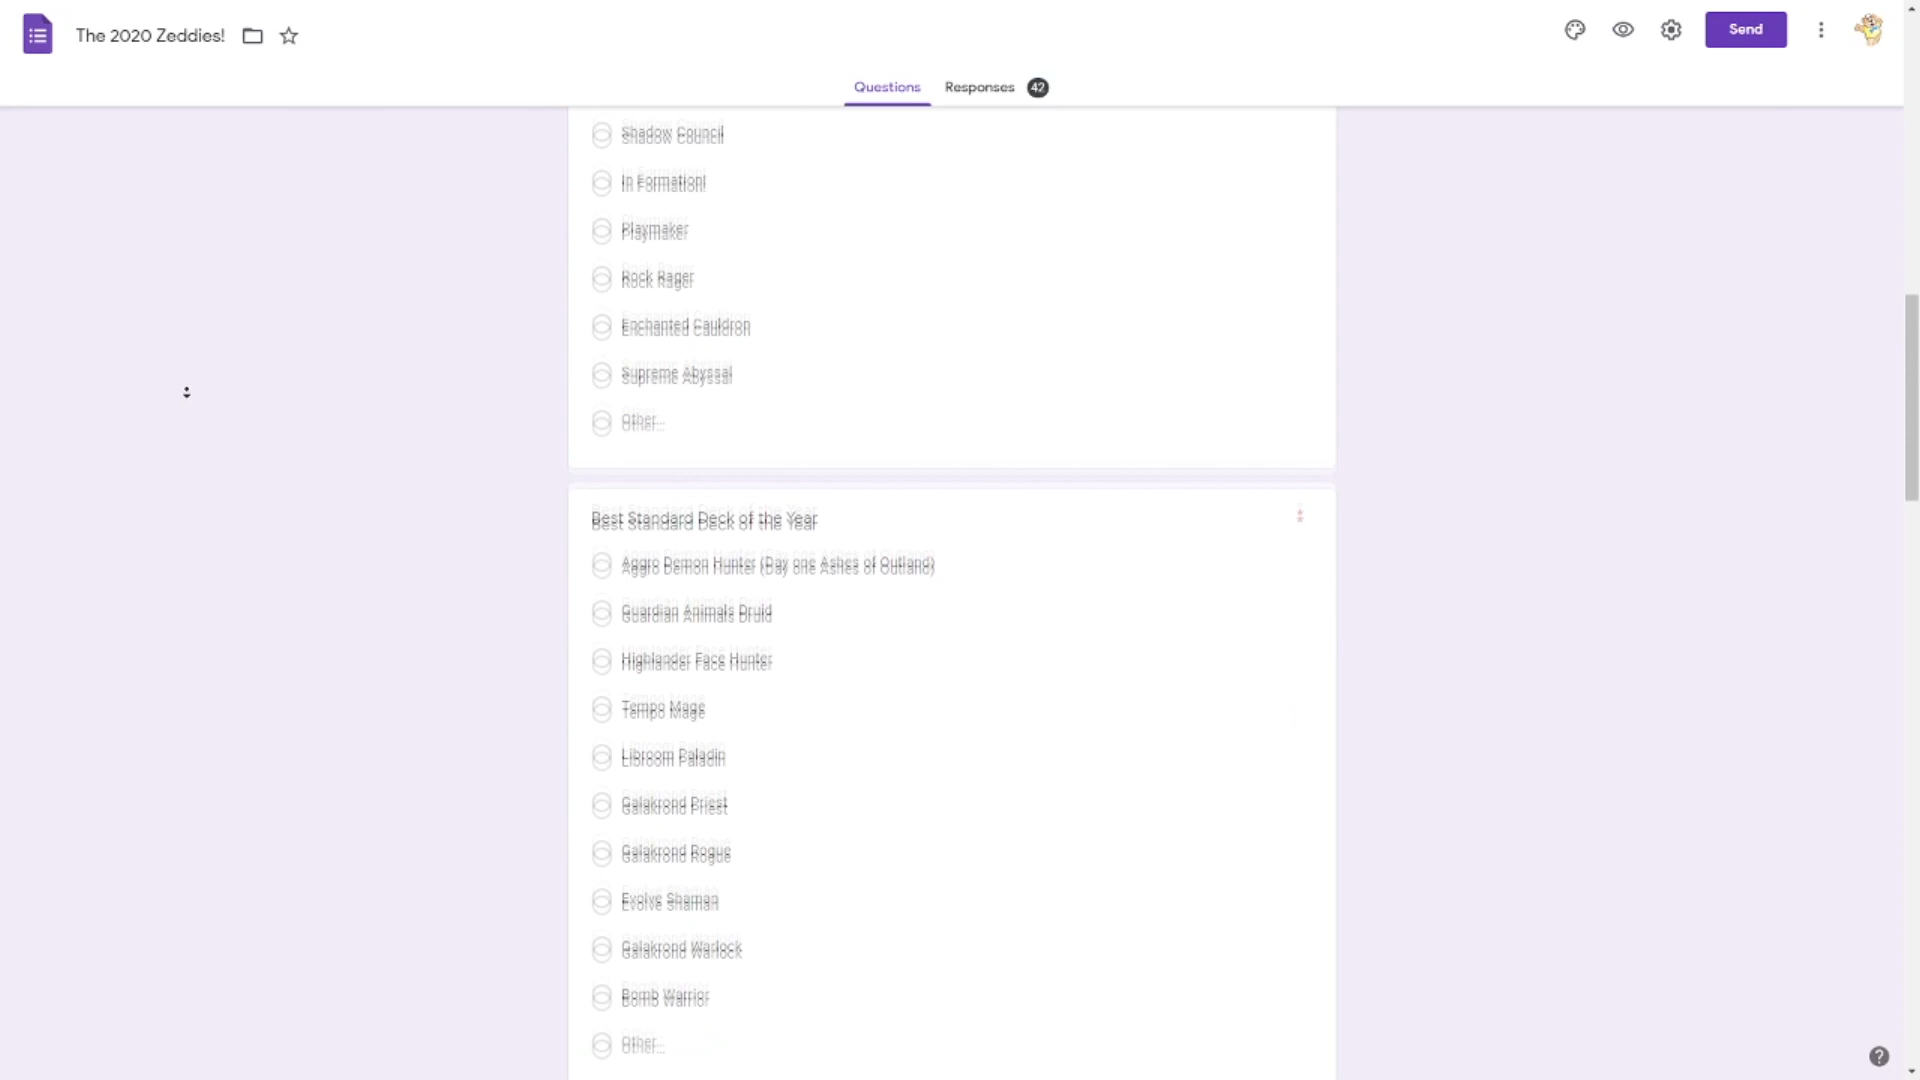 The 2020 Zeddies!
Send
Questions
Responses 42
Shadow Council
In Formation!
Playmaker
Rock Rager
Enchanted Cauldron
Supreme Abyssal
Other...
Best Standard Deck of the Year *
Aggro Demon Hunter (Day one Ashes of Outland)
Guardian Animals Druid
Highlander Face Hunter
Tempo Mage
Libroom Paladin
Galakrond Priest
Galakrond Rogue
Evolve Shaman
Galakrond Warlock
Bomb Warrior
Other...